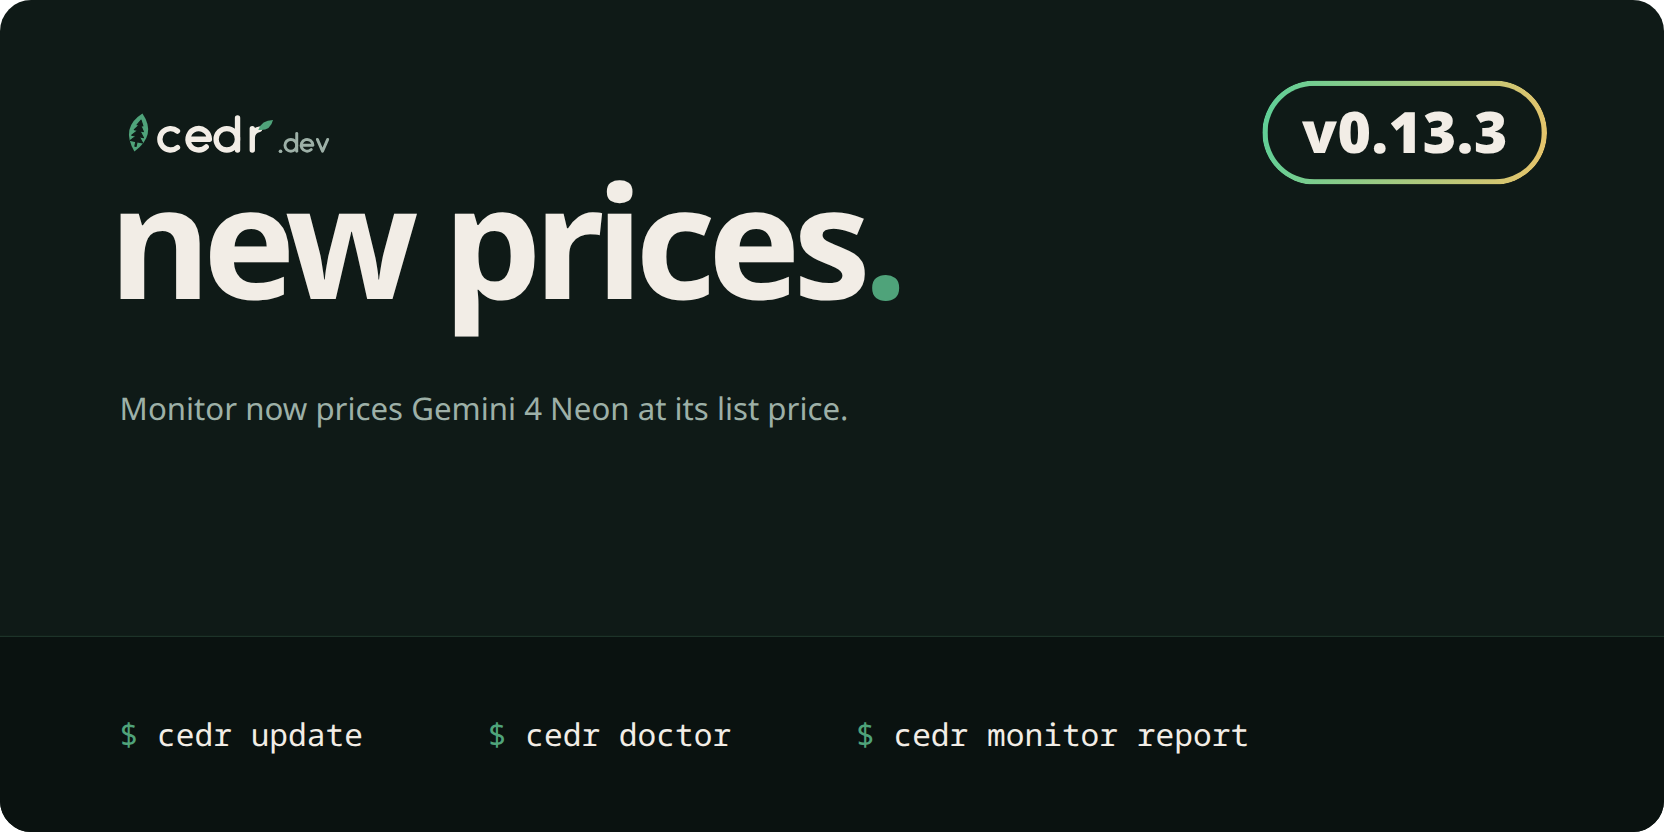 cedr.dev
v0.13.3
new prices.
Monitor now prices Gemini 4 Neon at its list price.
$ cedr update
$ cedr doctor
$ cedr monitor report